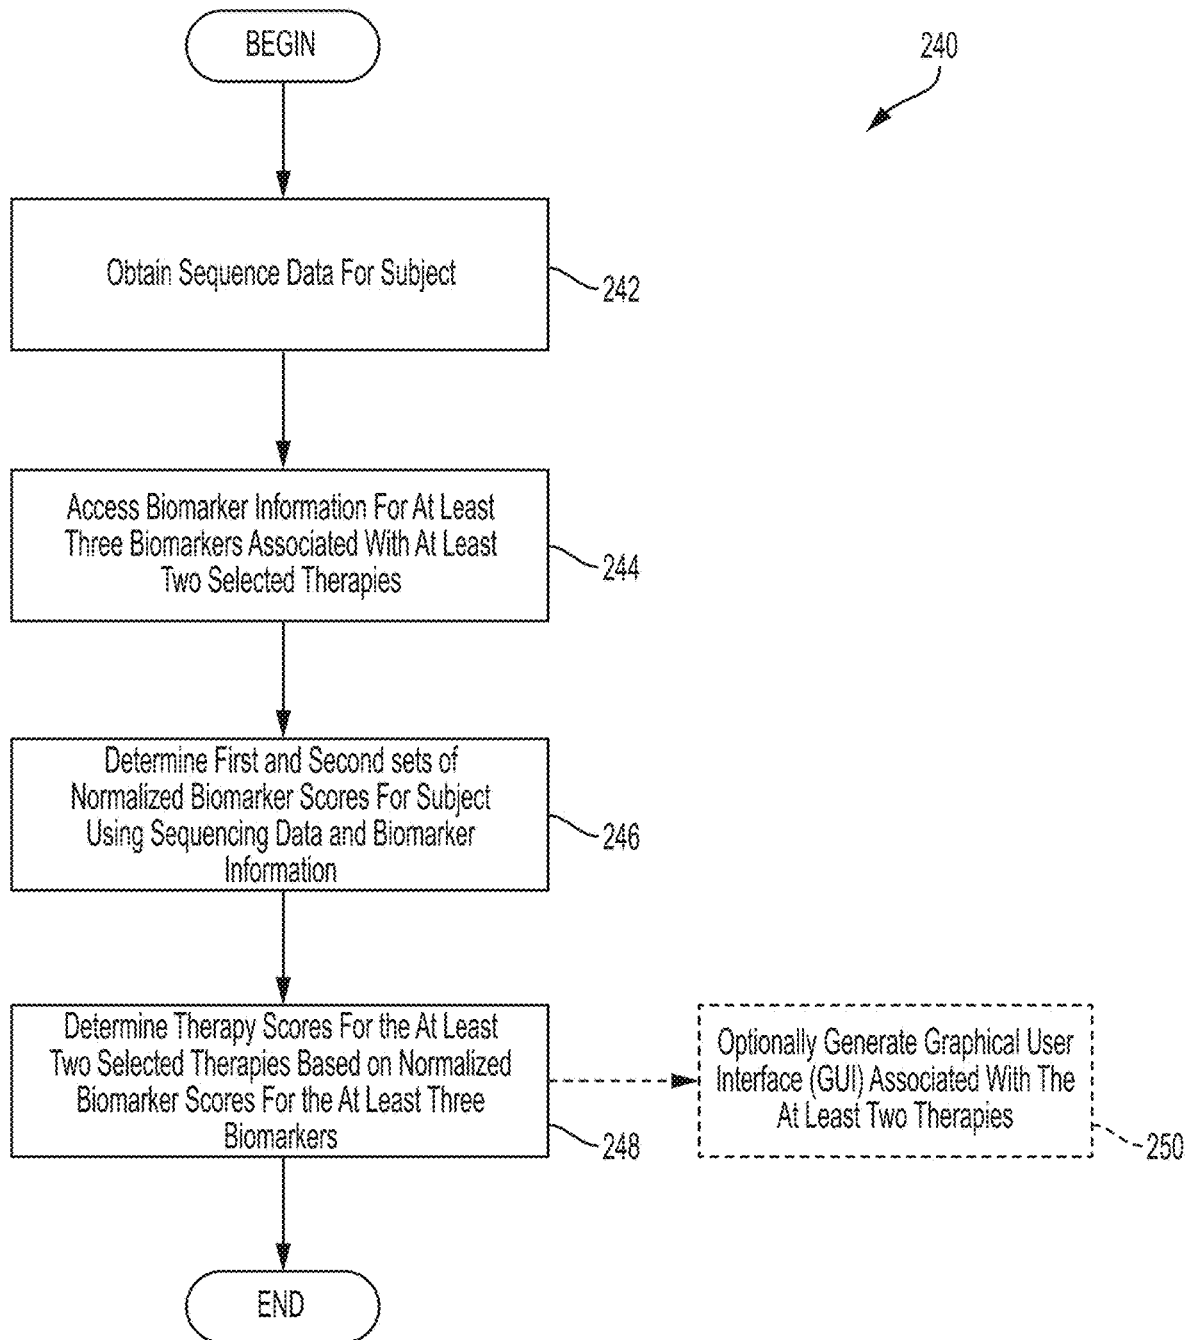 BEGIN
240
Obtain Sequence Data For Subject
242
Access Biomarker Information For At Least
Three Biomarkers Associated With At Least
Two Selected Therapies
244
Determine First and Second sets of
Normalized Biomarker Scores For Subject
Using Sequencing Data and Biomarker
Information
246
Determine Therapy Scores For the At Least
Two Selected Therapies Based on Normalized
Biomarker Scores For the At Least Three
Biomarkers
248
Optionally Generate Graphical User
Interface (GUI) Associated With The
At Least Two Therapies
250
END